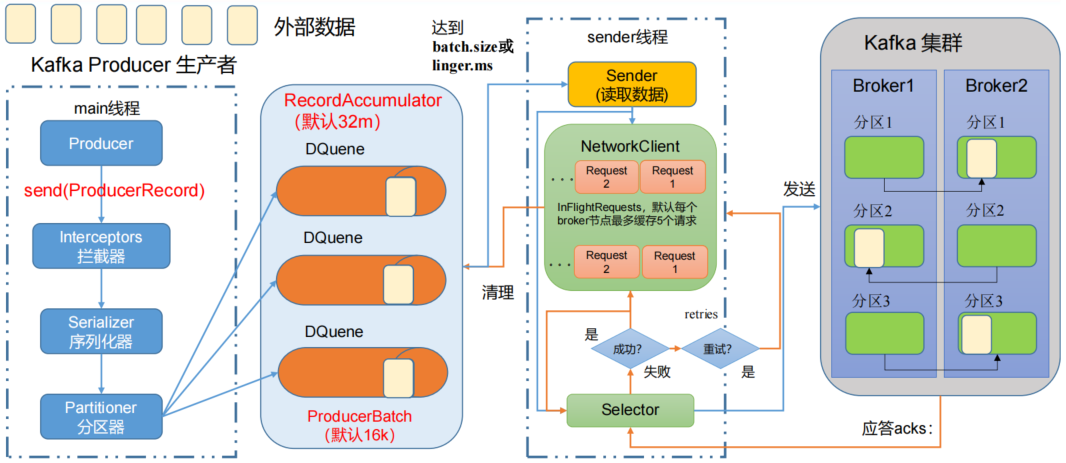 外部数据
Kafka Producer 生产者
main线程
Producer
send(ProducerRecord)
Interceptors
拦截器
Serializer
序列化器
Partitioner
分区器
RecordAccumulator
（默认32m）
DQuene
DQuene
DQuene
ProducerBatch
（默认16k）
达到
batch.size或
linger.ms
清理
sender线程
Sender
(读取数据)
NetworkClient
. . .
Request
2
Request
1
InFlightRequests，默认每个
broker节点最多缓存5个请求
. . .
Request
2
Request
1
是
成功？
失败
retries
重试？
是
Selector
发送
应答acks：
Kafka 集群
Broker1
分区1
分区2
分区3
Broker2
分区1
分区2
分区3